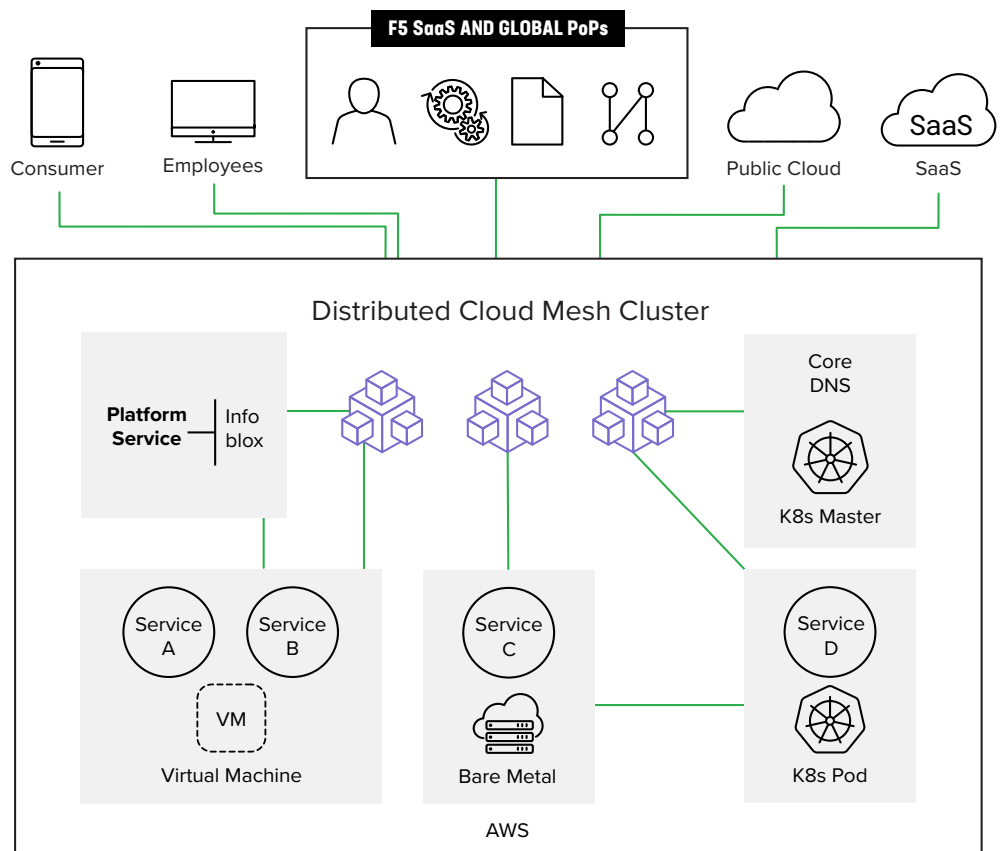 F5 SaaS AND GLOBAL PoPs
Consumer
Employees
Public Cloud
SaaS
SaaS
Distributed Cloud Mesh Cluster
Platform
Service
Info
blox
Core
DNS
K8s Master
Service
A
Service
B
VM
Virtual Machine
Service
C
Bare Metal
Service
D
K8s Pod
AWS